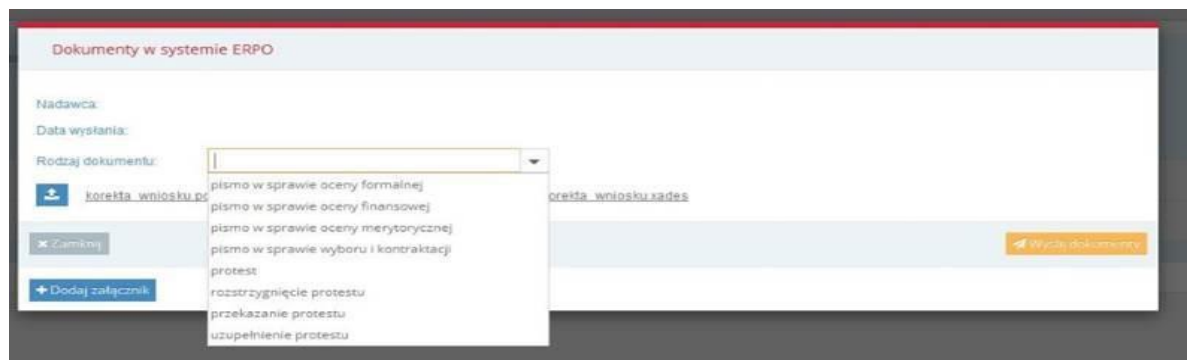 Dokumenty w systemie ERPO
Nadawca:
Data wysłania:
Rodzaj dokumentu:
pismo w sprawie oceny formalnej
korekta_wniosku.pd orekta_wniosku.xades
pismo w sprawie oceny finansowej
pismo w sprawie oceny merytorycznej
pismo w sprawie wyboru i kontraktacji
Zamknij Wyślij dokumenty
protest
Dodaj załącznik rozstrzygnięcie protestu
przekazanie protestu
uzupełnienie protestu